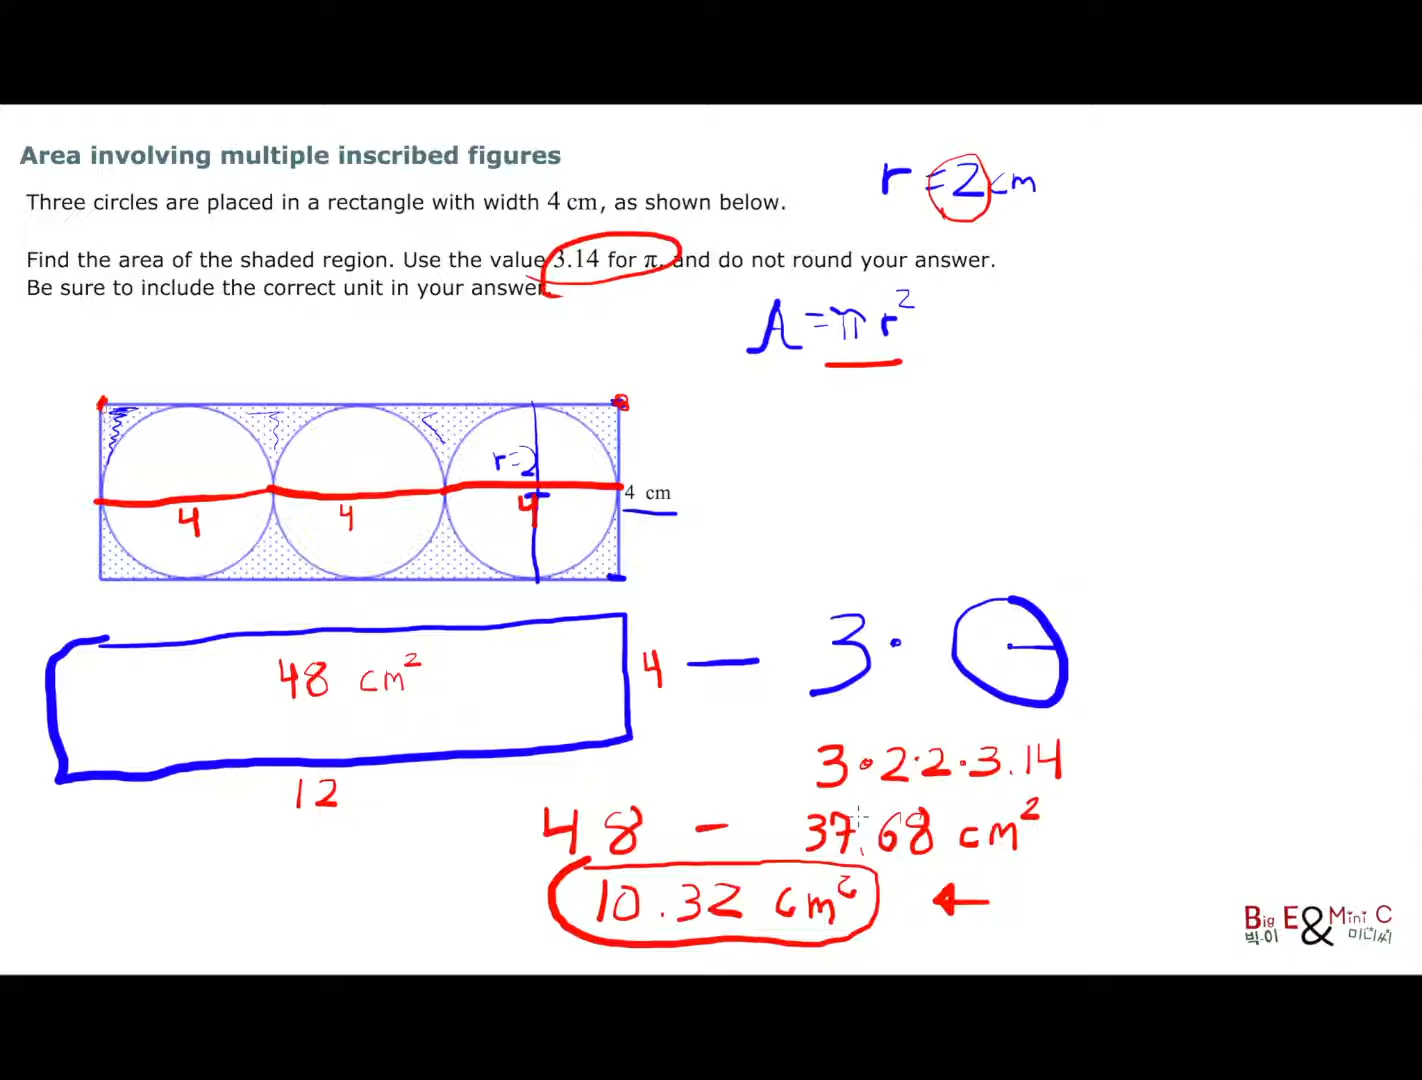 Area involving multiple inscribed figures
r = 2 cm
Three circles are placed in a rectangle with width 4 cm, as shown below.
Find the area of the shaded region. Use the value 3.14 for π, and do not round your answer.
Be sure to include the correct unit in your answer.
A = π r²
r = 2
4 cm
4 4 4
48 cm² 4 — 3 ·
3 · 2 · 2 · 3.14
12
48 - 37.68 cm²
10.32 cm²
Big E & Mini C
빅-이 미니씨